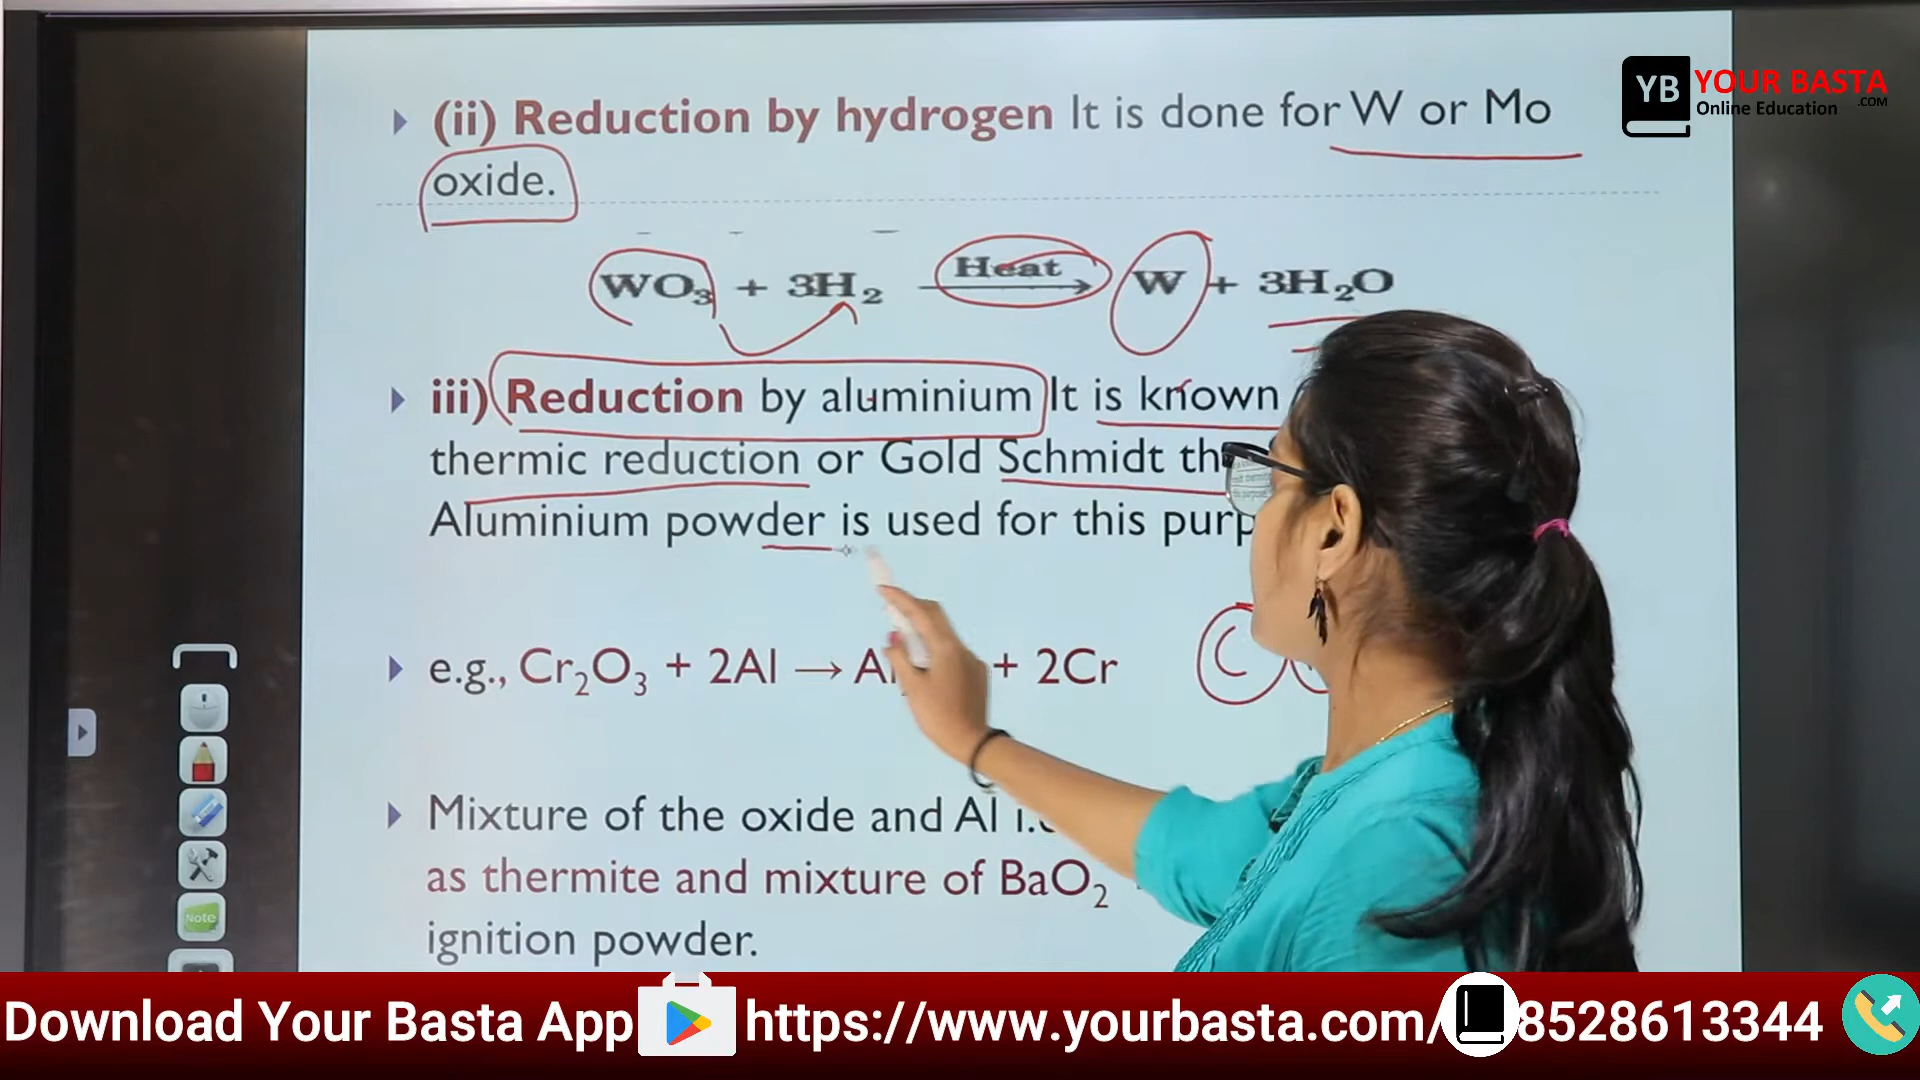 YB YOUR BASTA
.COM
Online Education
(ii) Reduction by hydrogen It is done for W or Mo
oxide.
WO₃ + 3H₂ Heat → W + 3H₂O
iii) Reduction by aluminium It is known
thermic reduction or Gold Schmidt
Aluminium powder is used for this
e.g., Cr₂O₃ + 2Al → + 2Cr
C
Mixture of the oxide and Al
as thermite and mixture of BaO₂
ignition powder.
Note
Download Your Basta App https://www.yourbasta.com/ 8528613344